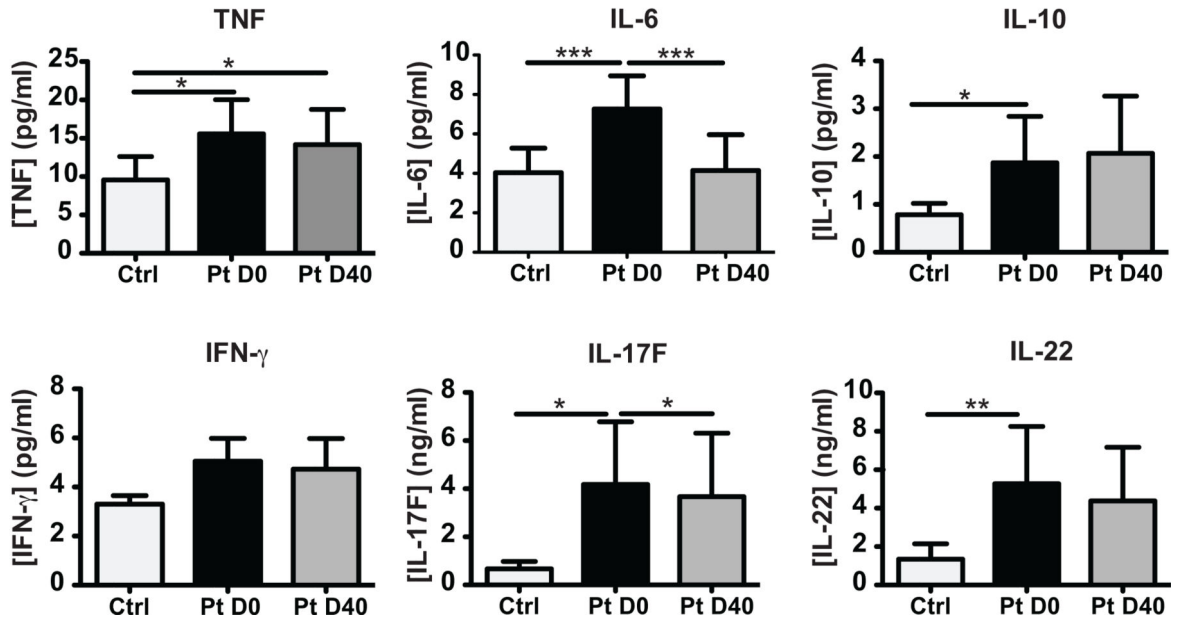 TNF
[TNF] (pg/ml)
25
20
15
10
5
0
*
*
Ctrl Pt D0 Pt D40
IL-6
[IL-6] (pg/ml)
10
8
6
4
2
0
*** ***
Ctrl Pt D0 Pt D40
IL-10
[IL-10] (pg/ml)
4
3
2
1
0
*
Ctrl Pt D0 Pt D40
IFN-γ
[IFN-γ] (pg/ml)
8
6
4
2
0
Ctrl Pt D0 Pt D40
IL-17F
[IL-17F] (ng/ml)
8
6
4
2
0
* *
Ctrl Pt D0 Pt D40
IL-22
[IL-22] (ng/ml)
10
8
6
4
2
0
**
Ctrl Pt D0 Pt D40